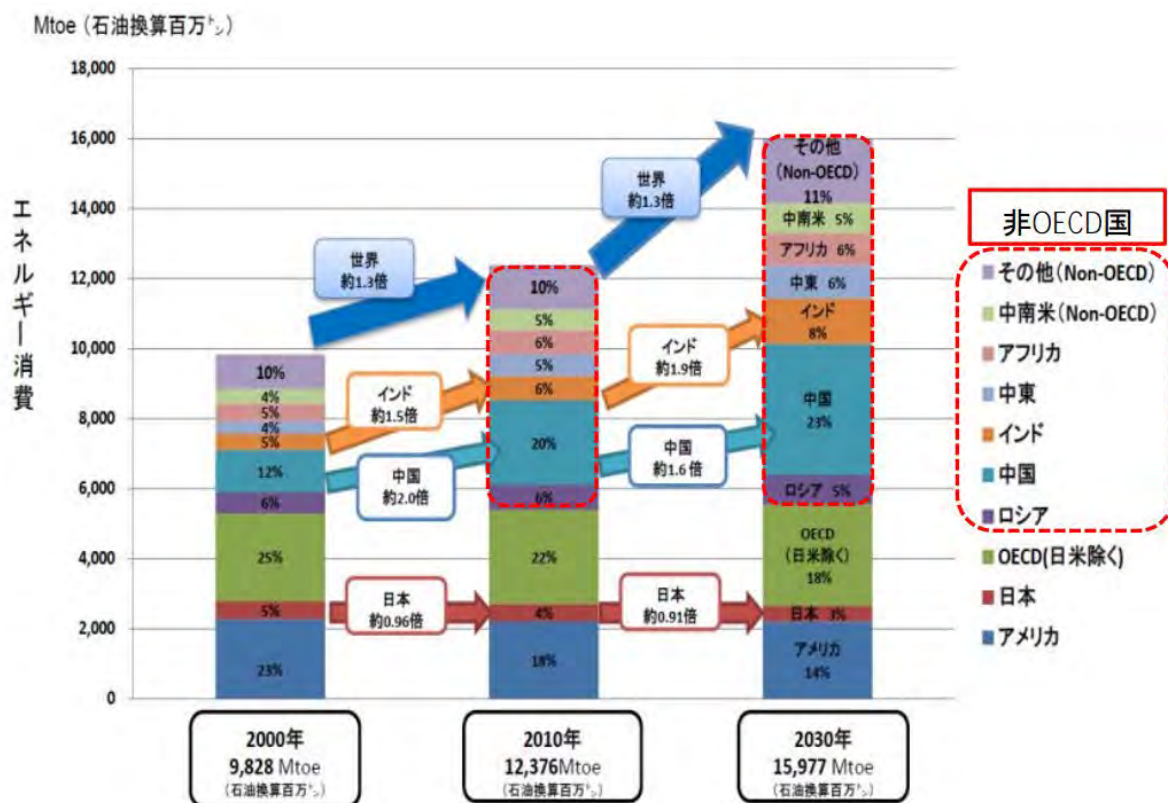 Mtoe（石油換算百万㌧）
エネルギー消費
18,000
16,000
14,000
12,000
10,000
8,000
6,000
4,000
2,000
0
10%
4%
5%
4%
5%
12%
6%
25%
5%
23%
世界
約1.3倍
インド
約1.5倍
中国
約2.0倍
日本
約0.96倍
10%
5%
6%
5%
6%
20%
6%
22%
4%
18%
世界
約1.3倍
インド
約1.9倍
中国
約1.6倍
日本
約0.91倍
その他
（Non-OECD）
11%
中南米 5%
アフリカ 6%
中東 6%
インド
8%
中国
23%
ロシア 5%
OECD
（日米除く）
18%
日本 3%
アメリカ
14%
非OECD国
その他（Non-OECD）
中南米（Non-OECD）
アフリカ
中東
インド
中国
ロシア
OECD(日米除く)
日本
アメリカ
2000年
9,828 Mtoe
（石油換算百万㌧）
2010年
12,376Mtoe
（石油換算百万㌧）
2030年
15,977 Mtoe
（石油換算百万㌧）